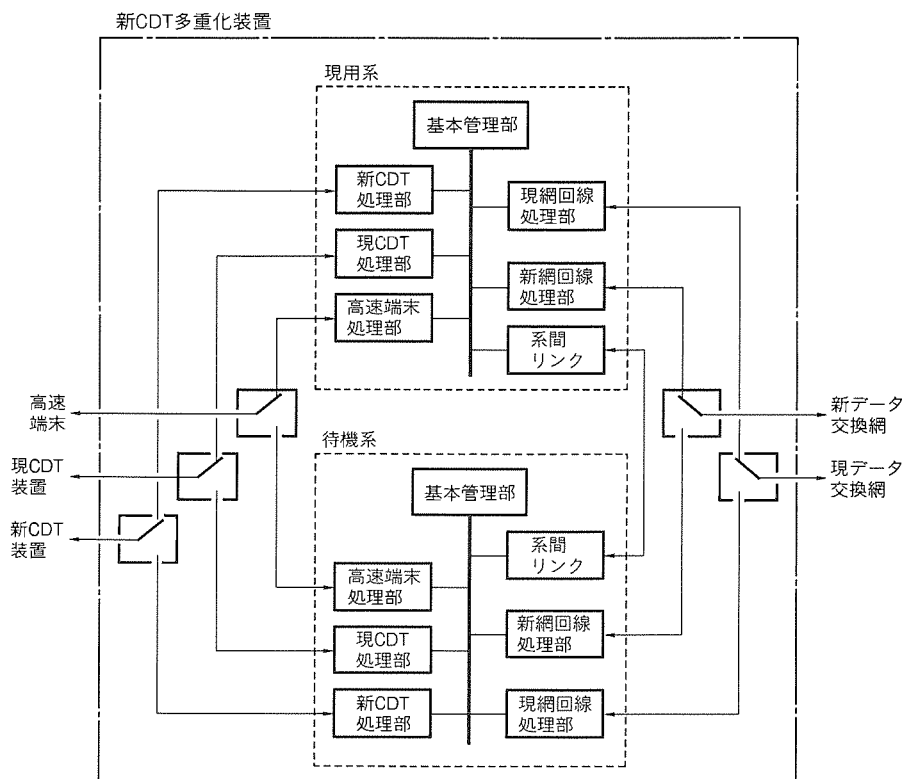 新CDT多重化装置
現用系
基本管理部
新CDT
処理部
現網回線
処理部
現CDT
処理部
新網回線
処理部
高速端末
処理部
系間
リンク
高速
端末
新データ
交換網
待機系
現CDT
装置
現データ
交換網
基本管理部
新CDT
装置
系間
リンク
高速端末
処理部
新網回線
処理部
現CDT
処理部
新CDT
処理部
現網回線
処理部